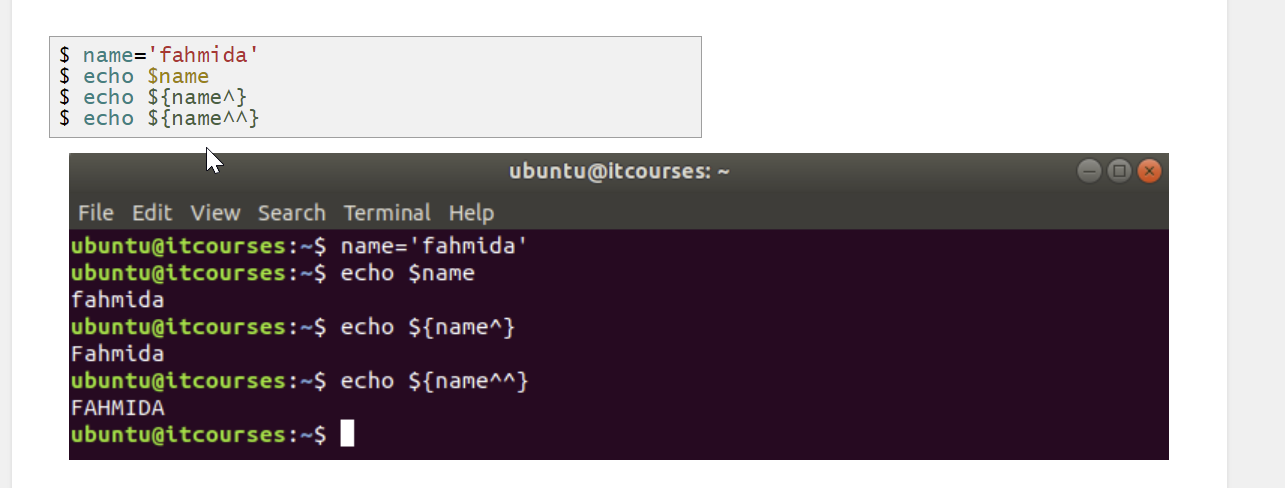 $ name='fahmida'
$ echo $name
$ echo ${name^}
$ echo ${name^^}
ubuntu@itcourses: ~
File Edit View Search Terminal Help
ubuntu@itcourses:~$ name='fahmida'
ubuntu@itcourses:~$ echo $name
fahmida
ubuntu@itcourses:~$ echo ${name^}
Fahmida
ubuntu@itcourses:~$ echo ${name^^}
FAHMIDA
ubuntu@itcourses:~$